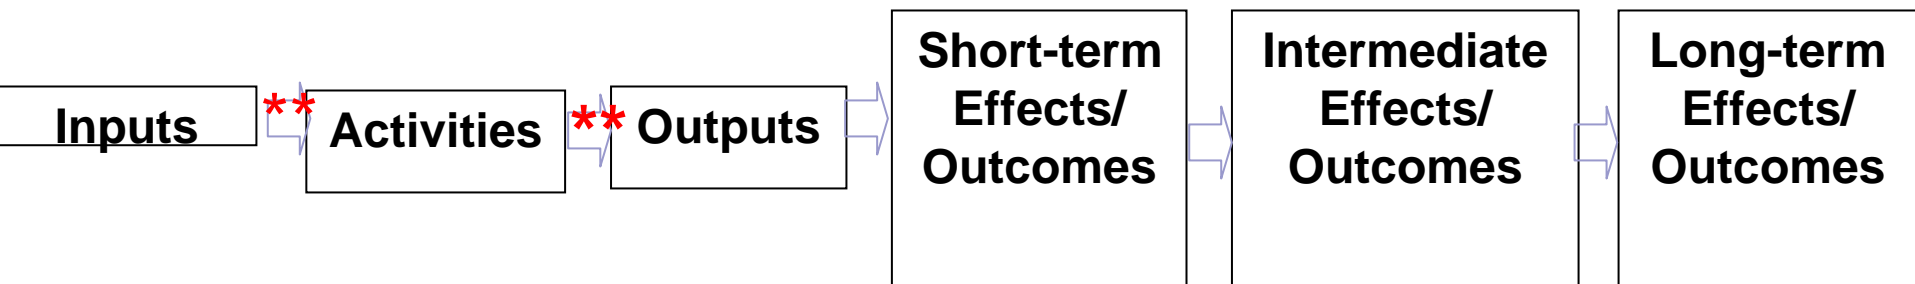 Inputs
**
Activities
**
Outputs
Short-term
Effects/
Outcomes
Intermediate
Effects/
Outcomes
Long-term
Effects/
Outcomes